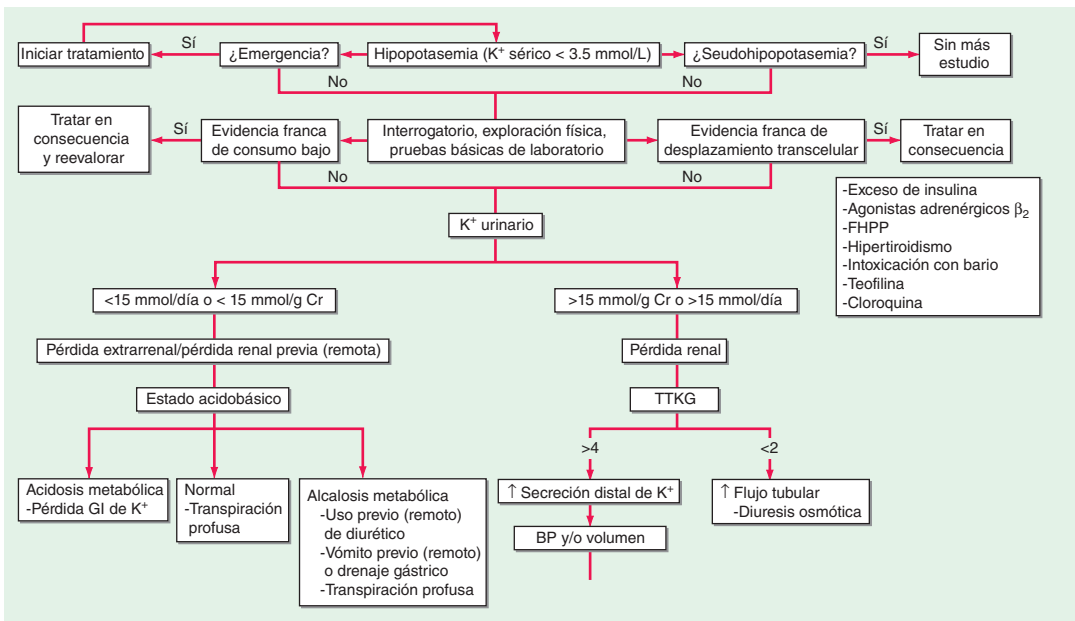 Iniciar tratamiento
Sí
¿Emergencia?
Hipopotasemia (K⁺ sérico < 3.5 mmol/L)
¿Seudohipopotasemia?
Sí
Sin más
estudio
No
No
Tratar en
consecuencia
y reevalorar
Sí
Evidencia franca
de consumo bajo
Interrogatorio, exploración física,
pruebas básicas de laboratorio
Evidencia franca de
desplazamiento transcelular
Sí
Tratar en
consecuencia
No
No
-Exceso de insulina
-Agonistas adrenérgicos β₂
-FHPP
-Hipertiroidismo
-Intoxicación con bario
-Teofilina
-Cloroquina
K⁺ urinario
<15 mmol/día o < 15 mmol/g Cr
>15 mmol/g Cr o >15 mmol/día
Pérdida extrarrenal/pérdida renal previa (remota)
Pérdida renal
Estado acidobásico
TTKG
>4
<2
Acidosis metabólica
-Pérdida GI de K⁺
Normal
-Transpiración
profusa
Alcalosis metabólica
-Uso previo (remoto)
de diurético
-Vómito previo (remoto)
o drenaje gástrico
-Transpiración profusa
↑ Secreción distal de K⁺
↑ Flujo tubular
-Diuresis osmótica
BP y/o volumen